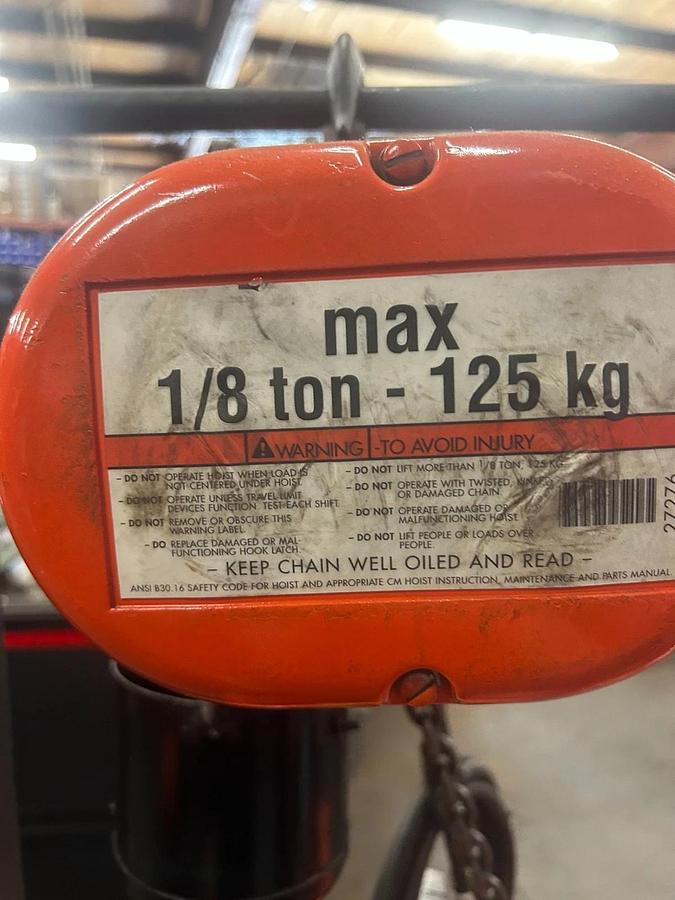 max
1/8 ton - 125 kg
WARNING -TO AVOID INJURY
- DO NOT OPERATE HOIST WHEN LOAD IS
NOT CENTERED UNDER HOIST.
- DO NOT OPERATE UNLESS TRAVEL LIMIT
DEVICES FUNCTION. TEST EACH SHIFT.
- DO NOT REMOVE OR OBSCURE THIS
WARNING LABEL.
- DO REPLACE DAMAGED OR MAL-
FUNCTIONING HOOK LATCH.
- DO NOT LIFT MORE THAN 1/8 TON, 125 KG.
- DO NOT OPERATE WITH TWISTED, KINKED
OR DAMAGED CHAIN.
- DO NOT OPERATE DAMAGED OR
MALFUNCTIONING HOIST.
- DO NOT LIFT PEOPLE OR LOADS OVER
PEOPLE.
– KEEP CHAIN WELL OILED AND READ –
ANSI B30.16 SAFETY CODE FOR HOIST AND APPROPRIATE CM HOIST INSTRUCTION, MAINTENANCE AND PARTS MANUAL
27276